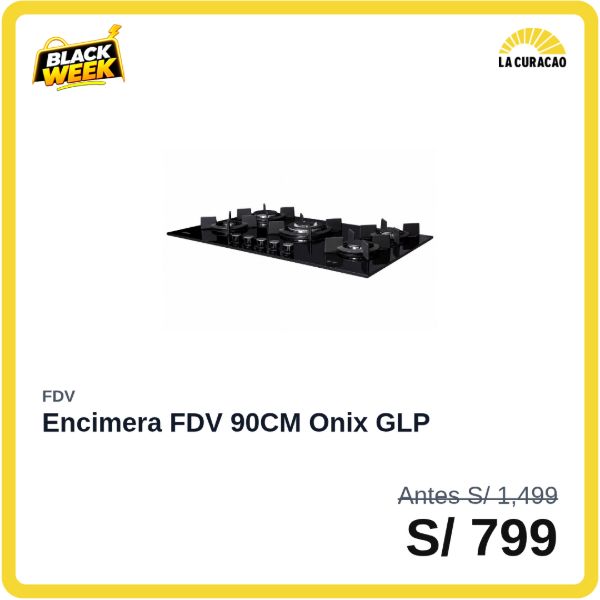 BLACK
WEEK
LA CURACAO
FDV
Encimera FDV 90CM Onix GLP
Antes S/ 1,499
S/ 799